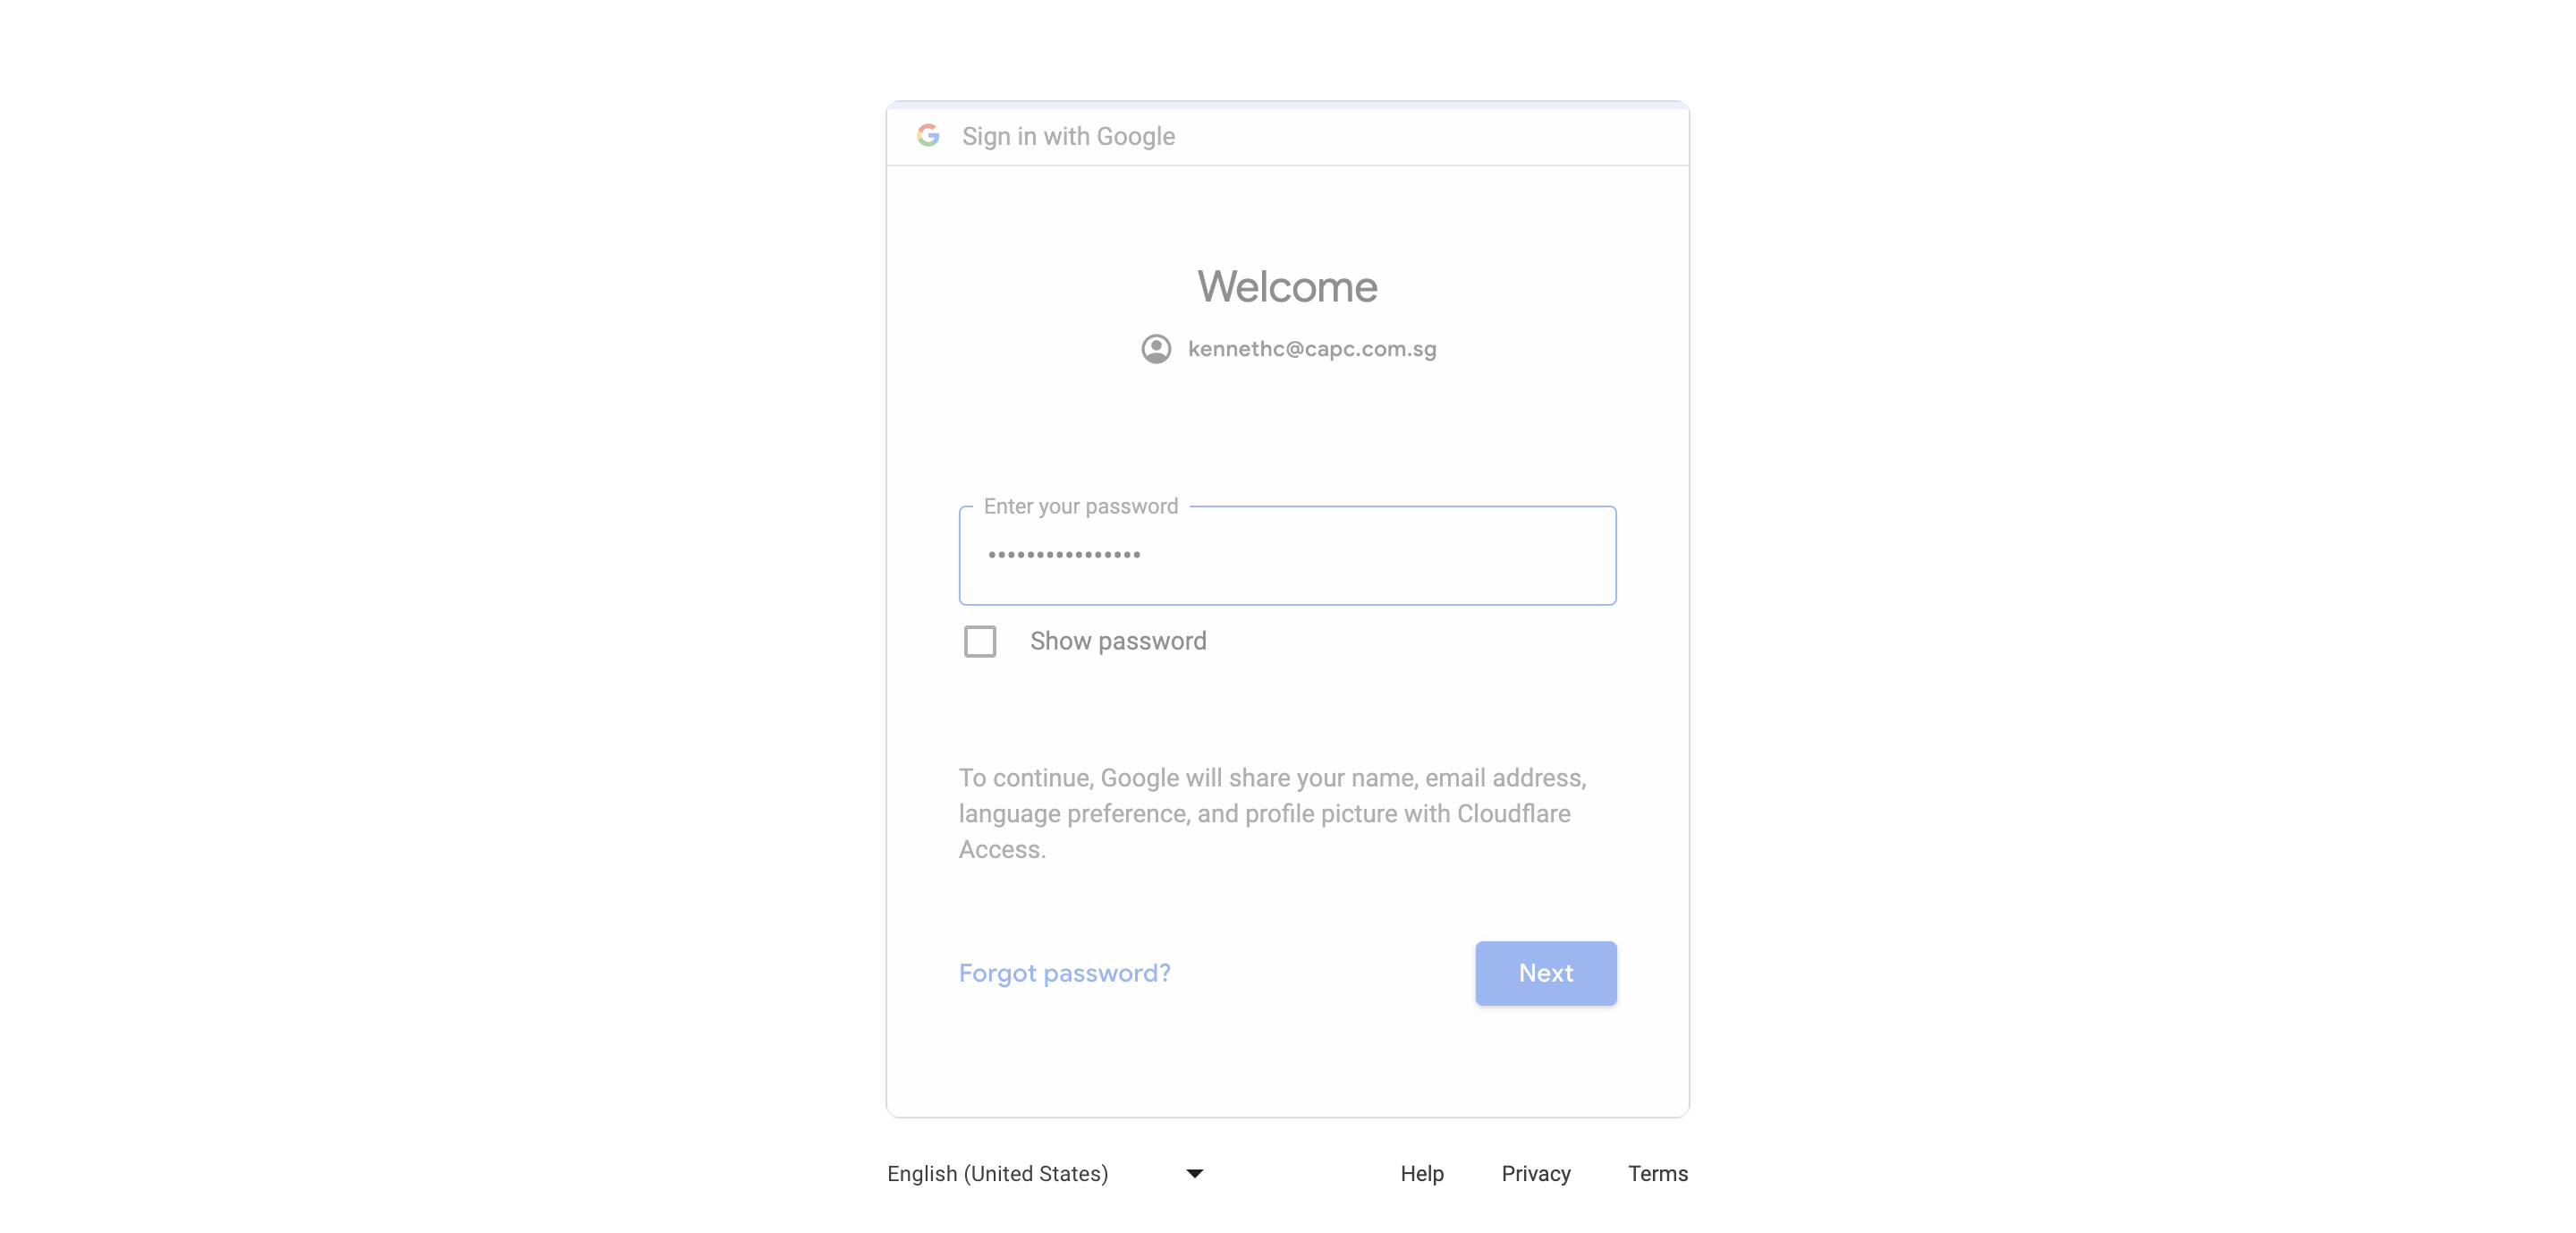 Sign in with Google
Welcome
kennethc@capc.com.sg
Enter your password
••••••••••••••••
Show password
To continue, Google will share your name, email address,
language preference, and profile picture with Cloudflare
Access.
Forgot password?
Next
English (United States)
Help
Privacy
Terms